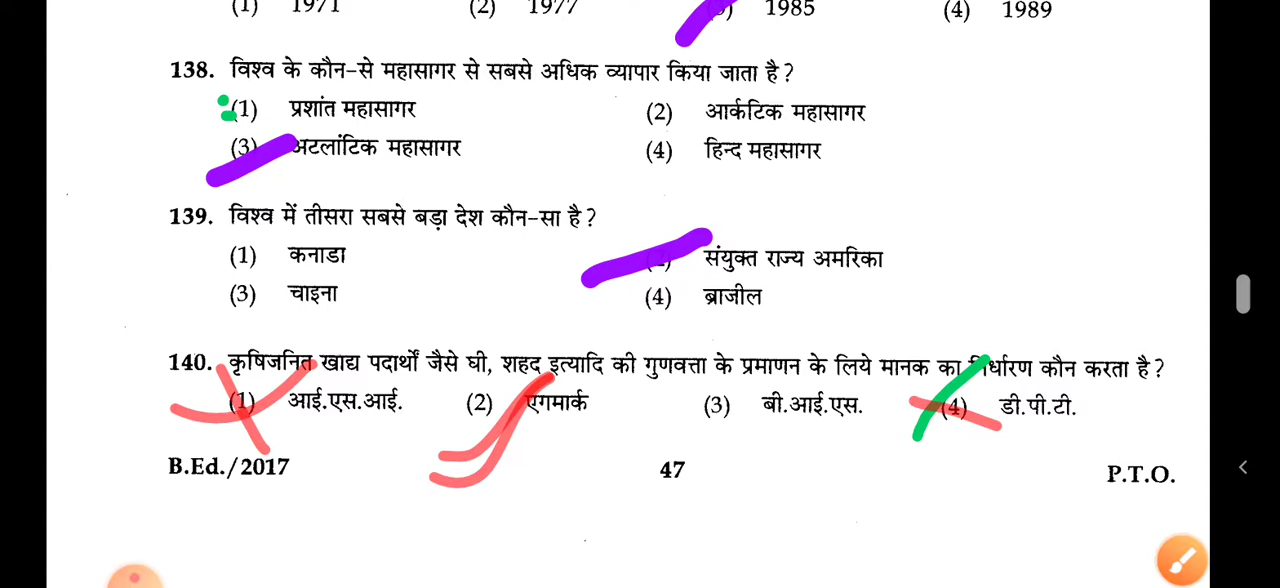 (1) 1971 (2) 1977 (3) 1985 (4) 1989
138. विश्व के कौन-से महासागर से सबसे अधिक व्यापार किया जाता है ?
(1) प्रशांत महासागर (2) आर्कटिक महासागर
(3) अटलांटिक महासागर (4) हिन्द महासागर
139. विश्व में तीसरा सबसे बड़ा देश कौन-सा है ?
(1) कनाडा (2) संयुक्त राज्य अमरिका
(3) चाइना (4) ब्राजील
140. कृषिजनित खाद्य पदार्थों जैसे घी, शहद इत्यादि की गुणवत्ता के प्रमाणन के लिये मानक का निर्धारण कौन करता है ?
(1) आई.एस.आई. (2) एगमार्क (3) बी.आई.एस. (4) डी.पी.टी.
B.Ed./2017 47 P.T.O.